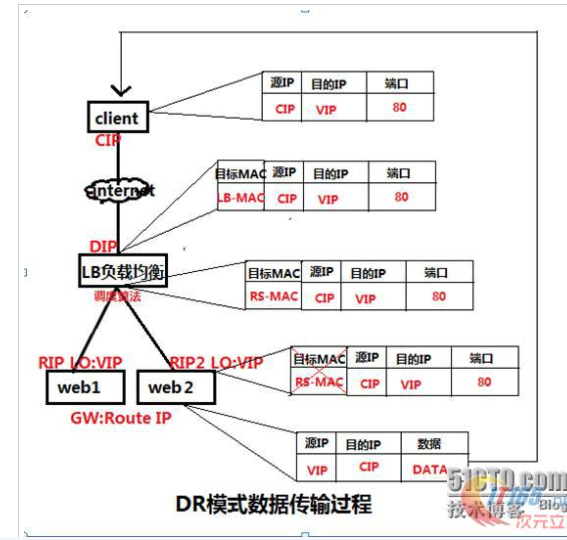 源IP 目的IP 端口
CIP VIP 80
client
CIP
internet
目标MAC 源IP 目的IP 端口
LB-MAC CIP VIP 80
DIP
LB负载均衡
调度算法
目标MAC 源IP 目的IP 端口
RS-MAC CIP VIP 80
RIP LO:VIP
RIP2 LO:VIP
web1
web2
GW:Route IP
目标MAC 源IP 目的IP 端口
RS-MAC CIP VIP 80
源IP 目的IP 数据
VIP CIP DATA
DR模式数据传输过程
51CTO.com
技术博客 Blog
次元立